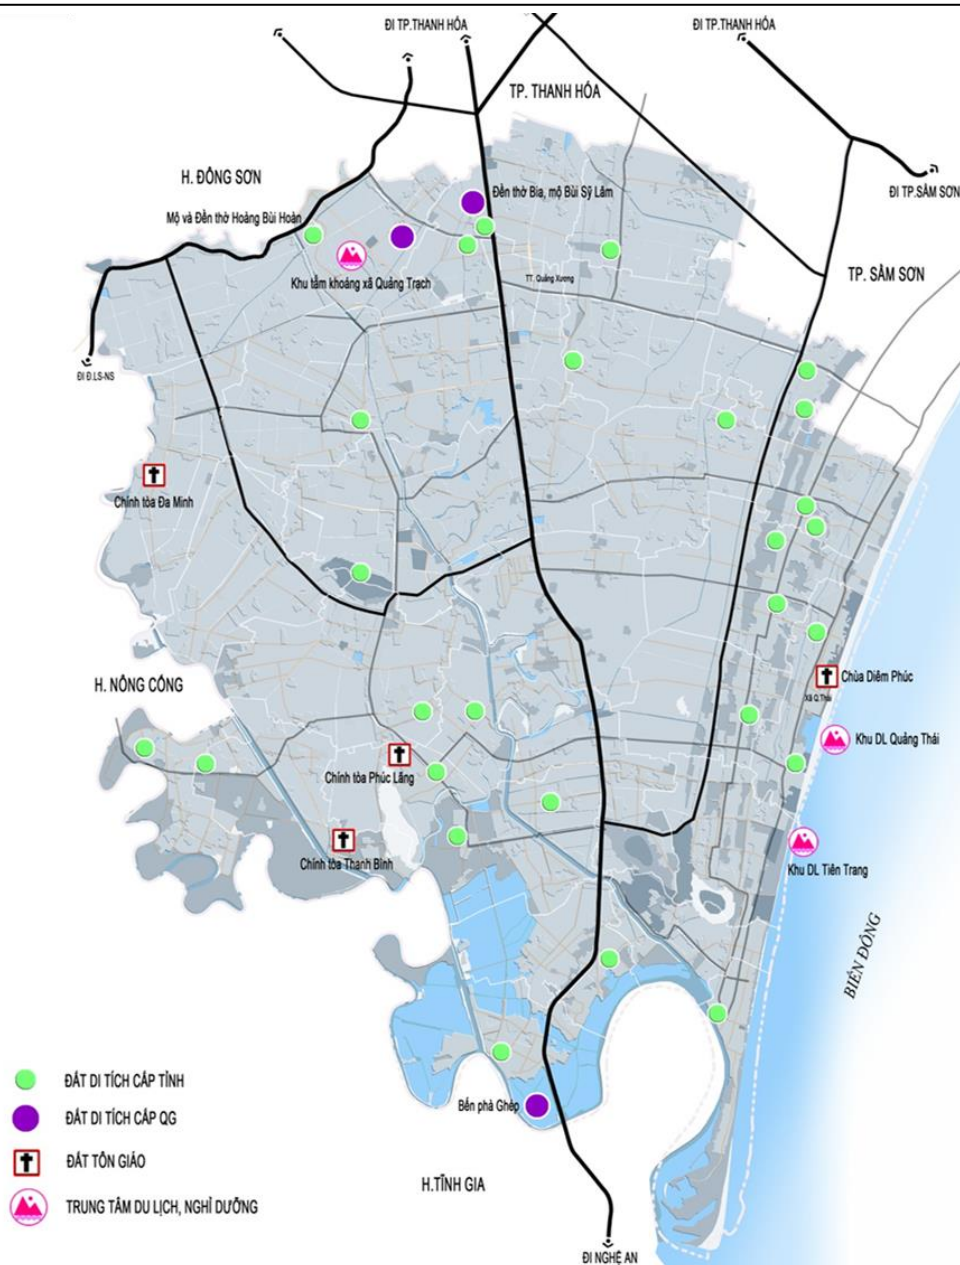 ĐI TP.THANH HÓA
ĐI TP.THANH HÓA
TP. THANH HÓA
H. ĐÔNG SƠN
ĐI TP.SẦM SƠN
Đền thờ Bia, mộ Bùi Sỹ Lâm
Mộ và Đền thờ Hoàng Bùi Hoàn
TP. SẦM SƠN
TT. Quảng Xương
Khu tắm khoáng xã Quảng Trạch
ĐI Đ.LS-NS
Chính tòa Đa Minh
Chùa Diêm Phúc
H. NÔNG CỐNG
Xã Q.Thái
Khu DL Quảng Thái
Chính tòa Phúc Lãng
Chính tòa Thanh Bình
Khu DL Tiên Trang
BIỂN ĐÔNG
ĐẤT DI TÍCH CẤP TỈNH
Bến phà Ghép
ĐẤT DI TÍCH CẤP QG
ĐẤT TÔN GIÁO
H.TĨNH GIA
TRUNG TÂM DU LỊCH, NGHỈ DƯỠNG
ĐI NGHỆ AN